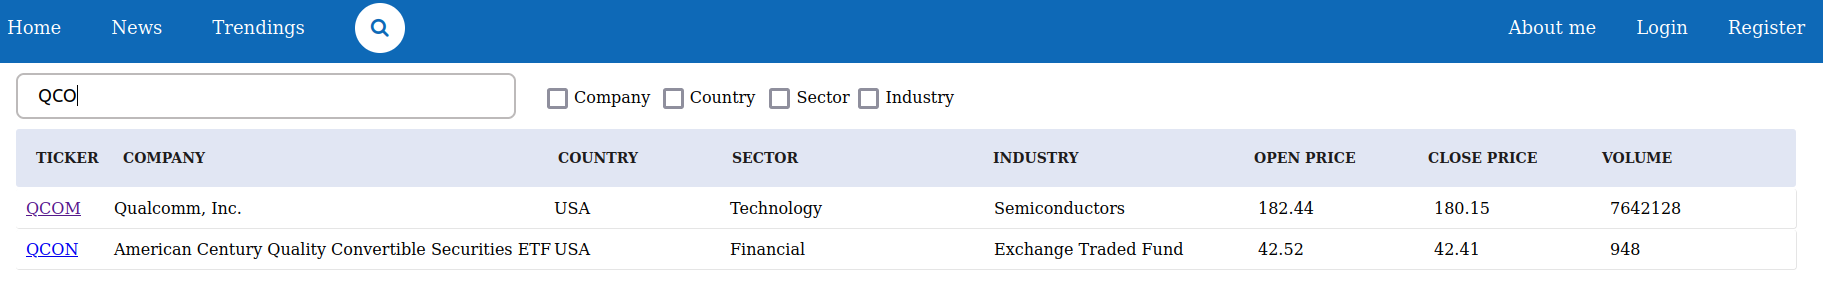 Home News Trendings About me Login Register
QCO Company Country Sector Industry
TICKER COMPANY COUNTRY SECTOR INDUSTRY OPEN PRICE CLOSE PRICE VOLUME
QCOM Qualcomm, Inc. USA Technology Semiconductors 182.44 180.15 7642128
QCON American Century Quality Convertible Securities ETF USA Financial Exchange Traded Fund 42.52 42.41 948